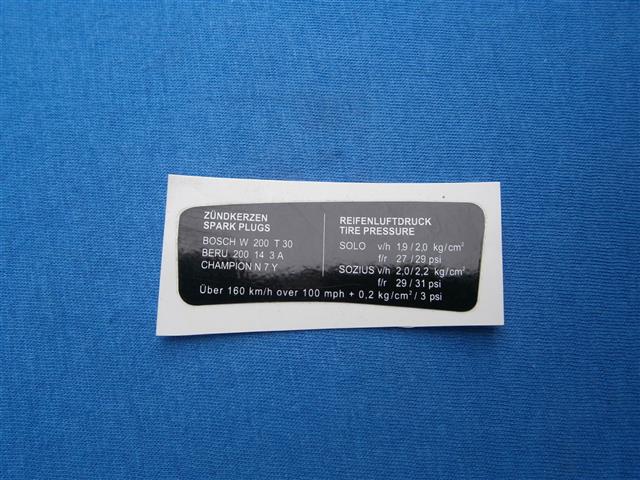 ZÜNDKERZEN
SPARK PLUGS
BOSCH W 200 T 30
BERU 200 14 3 A
CHAMPION N 7 Y
REIFENLUFTDRUCK
TIRE PRESSURE
SOLO v/h 1,9 / 2,0 kg/cm²
f/r 27 / 29 psi
SOZIUS v/h 2,0 / 2,2 kg/cm²
f/r 29 / 31 psi
Über 160 km/h over 100 mph + 0,2 kg/cm² / 3 psi